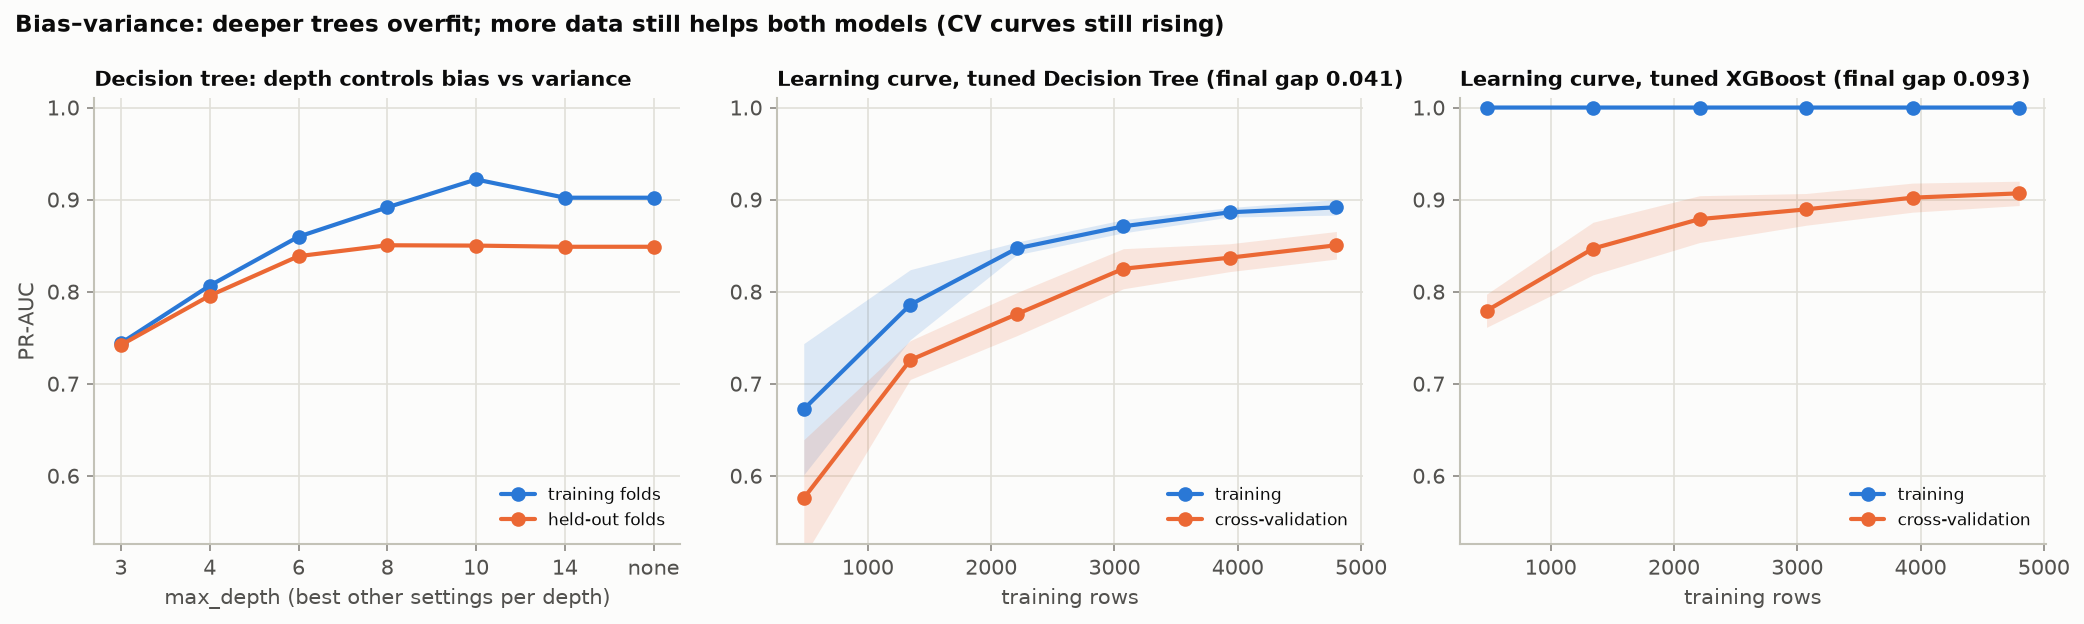 Bias–variance: deeper trees overfit; more data still helps both models (CV curves still rising)
Decision tree: depth controls bias vs variance
PR-AUC
1.0
0.9
0.8
0.7
0.6
training folds
held-out folds
3 4 6 8 10 14 none
max_depth (best other settings per depth)
Learning curve, tuned Decision Tree (final gap 0.041)
1.0
0.9
0.8
0.7
0.6
training
cross-validation
1000 2000 3000 4000 5000
training rows
Learning curve, tuned XGBoost (final gap 0.093)
1.0
0.9
0.8
0.7
0.6
training
cross-validation
1000 2000 3000 4000 5000
training rows